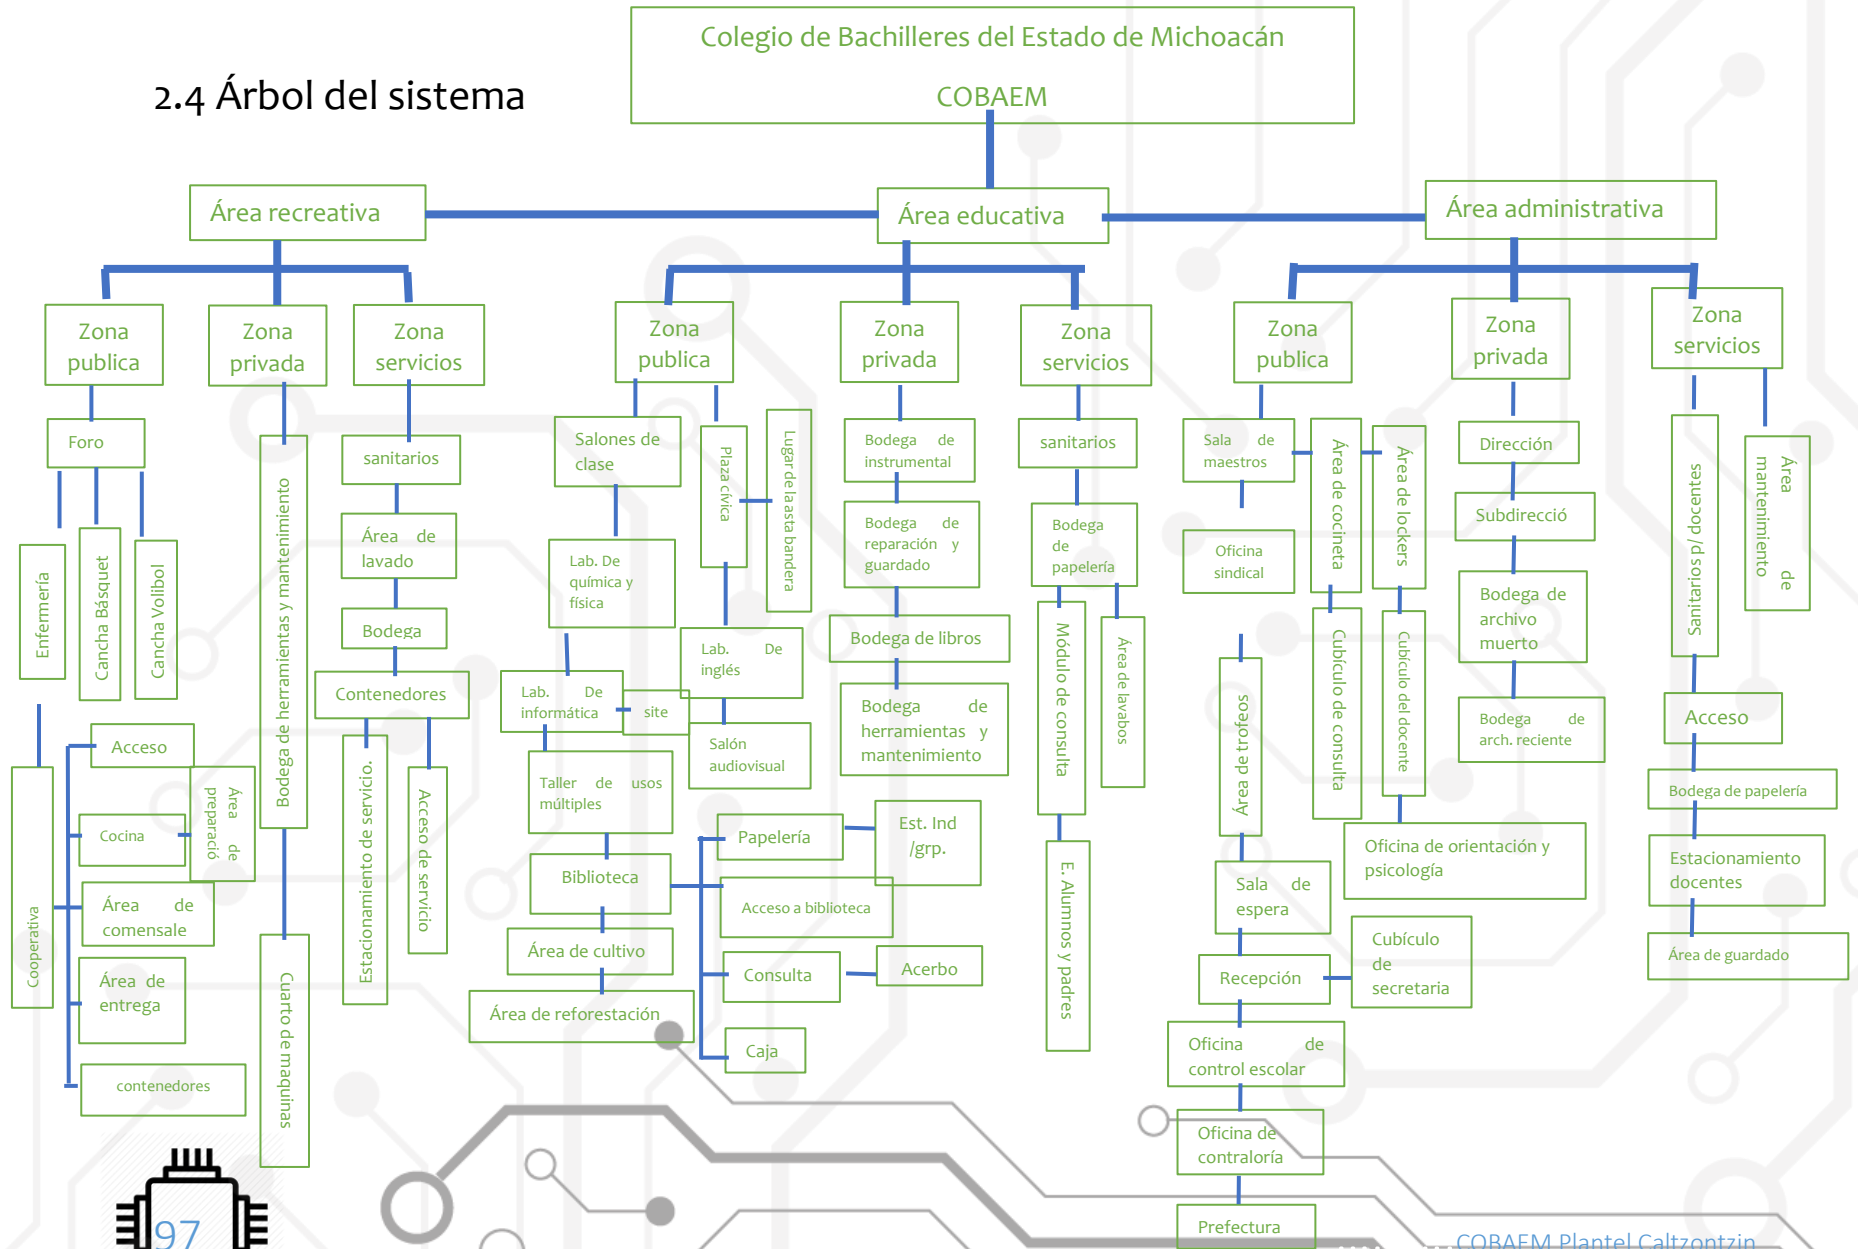 Colegio de Bachilleres del Estado de Michoacán
COBAEM
2.4 Árbol del sistema
Área recreativa
Área educativa
Área administrativa
Zona
publica
Zona
privada
Zona
servicios
Zona
publica
Zona
privada
Zona
servicios
Zona
publica
Zona
privada
Zona
servicios
Foro
Enfermería
Cancha Básquet
Cancha Volibol
Cooperativa
Acceso
Cocina
Área de
preparació
Área de
comensale
Área de
entrega
contenedores
Bodega de herramientas y mantenimiento
Cuarto de maquinas
sanitarios
Área de
lavado
Bodega
Contenedores
Estacionamiento de servicio.
Acceso de servicio
Salones de
clase
Plaza cívica
Lugar de la asta bandera
Lab. De
química y
física
Lab. De
inglés
Lab. De
informática
site
Salón
audiovisual
Taller de usos
múltiples
Biblioteca
Papelería
Est. Ind
/grp.
Acceso a biblioteca
Consulta
Acerbo
Caja
Área de cultivo
Área de reforestación
Bodega de
instrumental
Bodega de
reparación y
guardado
Bodega de libros
Bodega de
herramientas y
mantenimiento
sanitarios
Bodega
de
papelería
Módulo de consulta
Área de lavabos
E. Alumnos y padres
Sala de
maestros
Área de cocineta
Área de lockers
Oficina
sindical
Cubículo de consulta
Cubículo del docente
Área de trofeos
Oficina de orientación y
psicología
Sala de
espera
Recepción
Cubículo
de
secretaria
Oficina de
control escolar
Oficina de
contraloría
Prefectura
Dirección
Subdirecció
Bodega de
archivo
muerto
Bodega de
arch. reciente
Sanitarios p/ docentes
Área de
mantenimiento
Acceso
Bodega de papelería
Estacionamiento
docentes
Área de guardado
97
COBAEM Plantel Caltzontzin